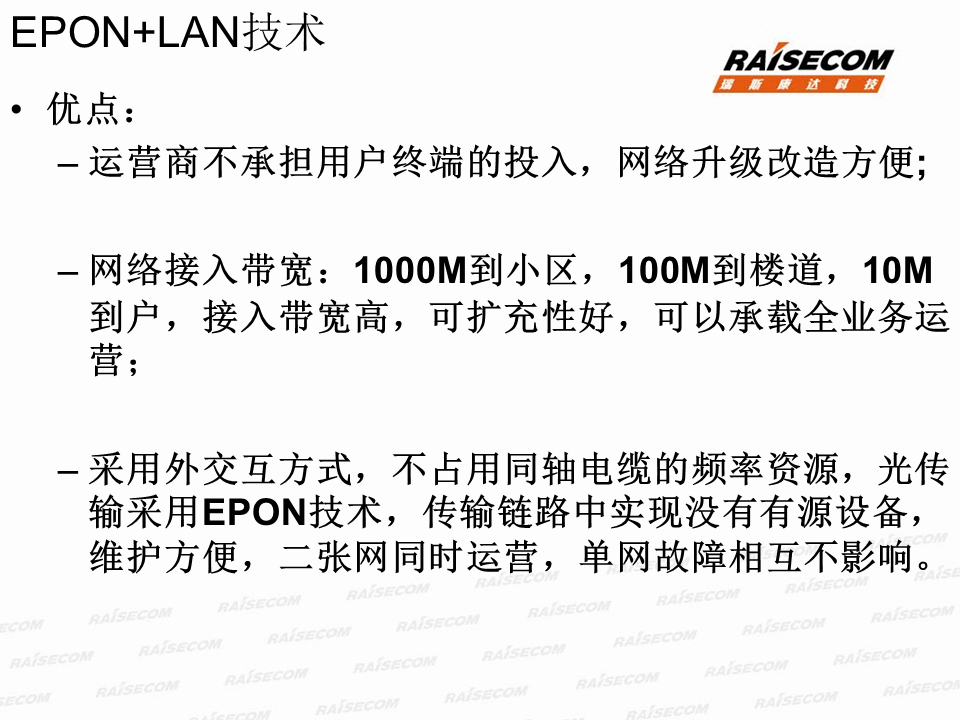 EPON+LAN技术
RAISECOM
瑞斯康达科技
• 优点：
– 运营商不承担用户终端的投入，网络升级改造方便;
– 网络接入带宽：1000M到小区，100M到楼道，10M
到户，接入带宽高，可扩充性好，可以承载全业务运
营；
– 采用外交互方式，不占用同轴电缆的频率资源，光传
输采用EPON技术，传输链路中实现没有有源设备，
维护方便，二张网同时运营，单网故障相互不影响。